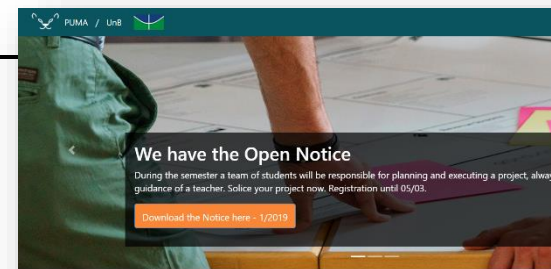 PUMA / UnB
We have the Open Notice
During the semester a team of students will be responsible for planning and executing a project, alway
guidance of a teacher. Solice your project now. Registration until 05/03.
Download the Notice here - 1/2019